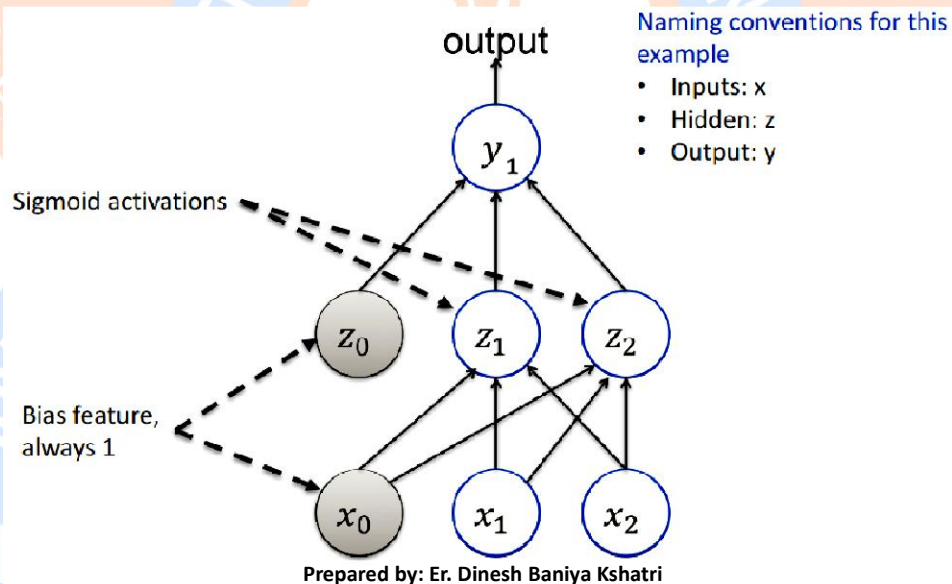 Naming conventions for this
example
• Inputs: x
• Hidden: z
• Output: y
output
y₁
Sigmoid activations
z₀
z₁
z₂
Bias feature,
always 1
x₀
x₁
x₂
Prepared by: Er. Dinesh Baniya Kshatri